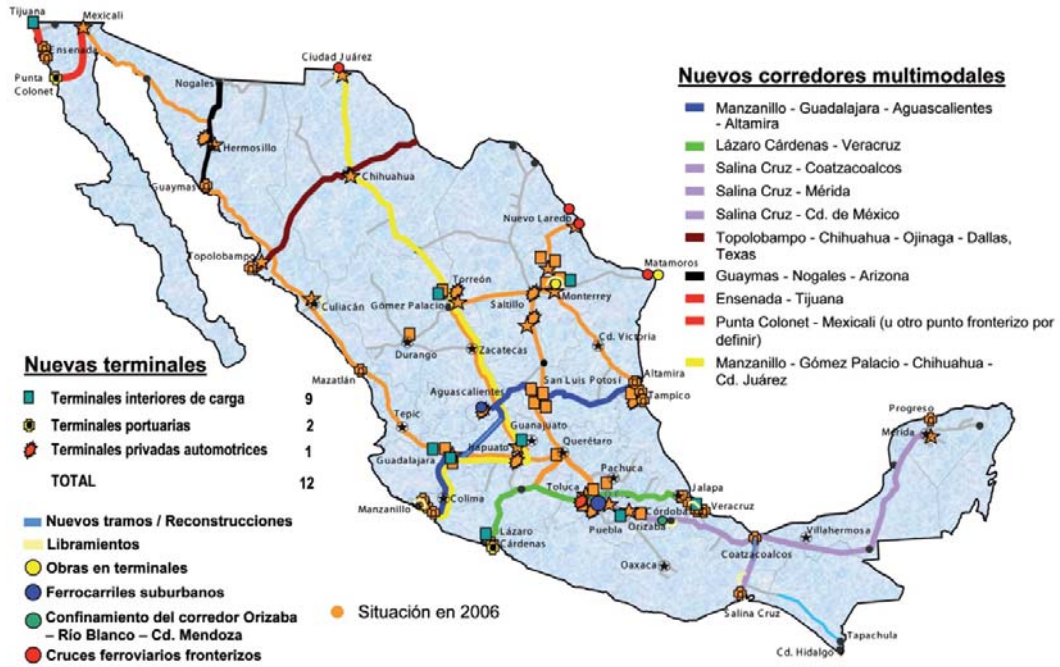 Tijuana
Mexicali
Ensenada
Punta
Colonet
Nogales
Ciudad Juárez
Hermosillo
Guaymas
Chihuahua
Topolobampo
Nuevo Laredo
Matamoros
Torreón
Gómez Palacio
Saltillo
Monterrey
Culiacán
Durango
Zacatecas
Cd. Victoria
Mazatlán
Aguascalientes
San Luis Potosí
Altamira
Tampico
Tepic
Guanajuato
Irapuato
Querétaro
Guadalajara
Pachuca
Toluca
Jalapa
Manzanillo
Colima
Puebla
Córdoba
Orizaba
Veracruz
Lázaro
Cárdenas
Oaxaca
Coatzacoalcos
Villahermosa
Progreso
Mérida
Salina Cruz
Tapachula
Cd. Hidalgo
Nuevos corredores multimodales
Manzanillo - Guadalajara - Aguascalientes
- Altamira
Lázaro Cárdenas - Veracruz
Salina Cruz - Coatzacoalcos
Salina Cruz - Mérida
Salina Cruz - Cd. de México
Topolobampo - Chihuahua - Ojinaga - Dallas,
Texas
Guaymas - Nogales - Arizona
Ensenada - Tijuana
Punta Colonet - Mexicali (u otro punto fronterizo por
definir)
Manzanillo - Gómez Palacio - Chihuahua -
Cd. Juárez
Nuevas terminales
Terminales interiores de carga 9
Terminales portuarias 2
Terminales privadas automotrices 1
TOTAL 12
Nuevos tramos / Reconstrucciones
Libramientos
Obras en terminales
Ferrocarriles suburbanos
Confinamiento del corredor Orizaba
– Río Blanco – Cd. Mendoza
Cruces ferroviarios fronterizos
Situación en 2006